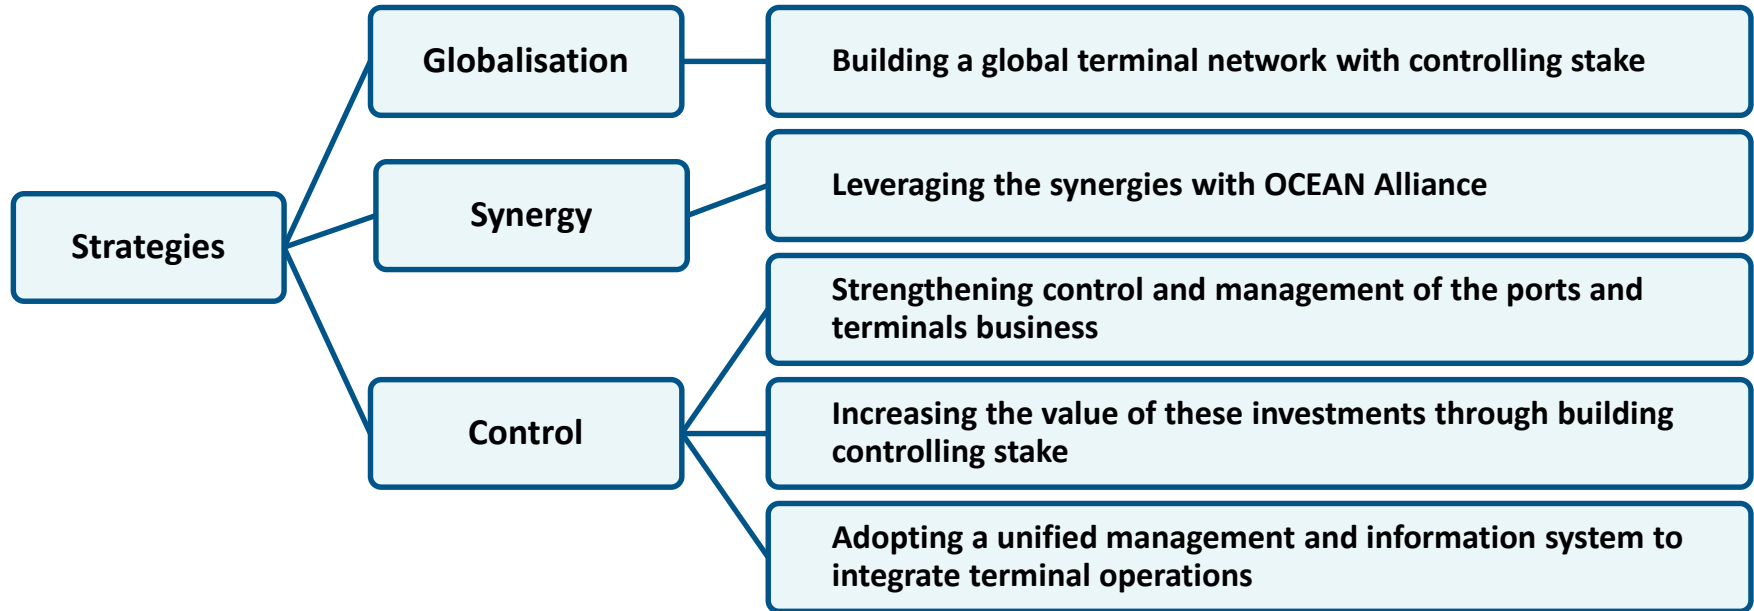 Strategies
Globalisation
Building a global terminal network with controlling stake
Synergy
Leveraging the synergies with OCEAN Alliance
Control
Strengthening control and management of the ports and
terminals business
Increasing the value of these investments through building
controlling stake
Adopting a unified management and information system to
integrate terminal operations